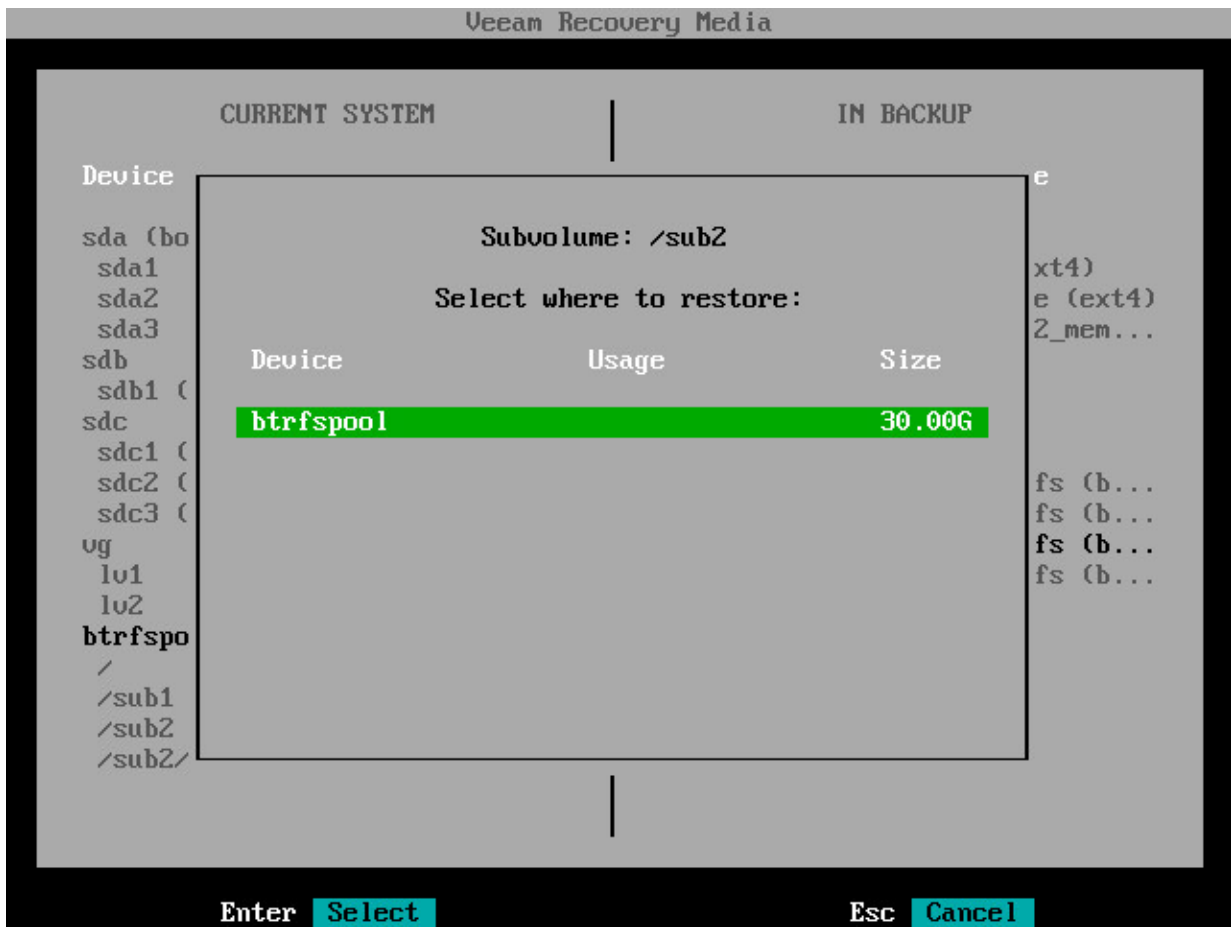 Veeam Recovery Media
CURRENT SYSTEM IN BACKUP
Device e
sda (bo Subvolume: /sub2
sda1 xt4)
sda2 Select where to restore: e (ext4)
sda3 2_mem...
sdb Device Usage Size
sdb1 (
sdc btrfspool 30.00G
sdc1 (
sdc2 ( fs (b...
sdc3 ( fs (b...
vg fs (b...
lv1 fs (b...
lv2
btrfspo
/
/sub1
/sub2
/sub2/
Enter Select Esc Cancel